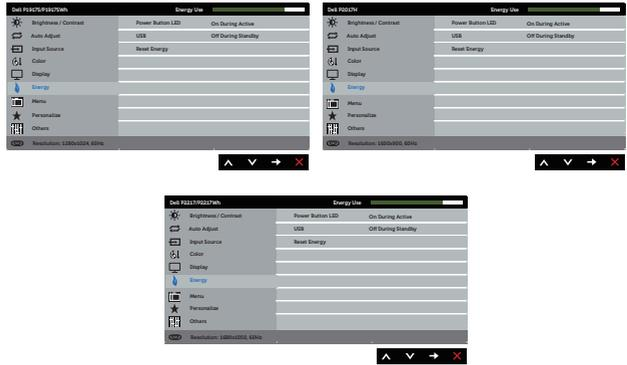 Dell P1917S/P1917SWh Energy Use
Brightness / Contrast Power Button LED On During Active
Auto Adjust USB Off During Standby
Input Source Reset Energy
Color
Display
Energy
Menu
Personalize
Others
Resolution: 1280x1024, 60Hz
Dell P2017H Energy Use
Brightness / Contrast Power Button LED On During Active
Auto Adjust USB Off During Standby
Input Source Reset Energy
Color
Display
Energy
Menu
Personalize
Others
Resolution: 1600x900, 60Hz
Dell P2217/P2217Wh Energy Use
Brightness / Contrast Power Button LED On During Active
Auto Adjust USB Off During Standby
Input Source Reset Energy
Color
Display
Energy
Menu
Personalize
Others
Resolution: 1680x1050, 60Hz